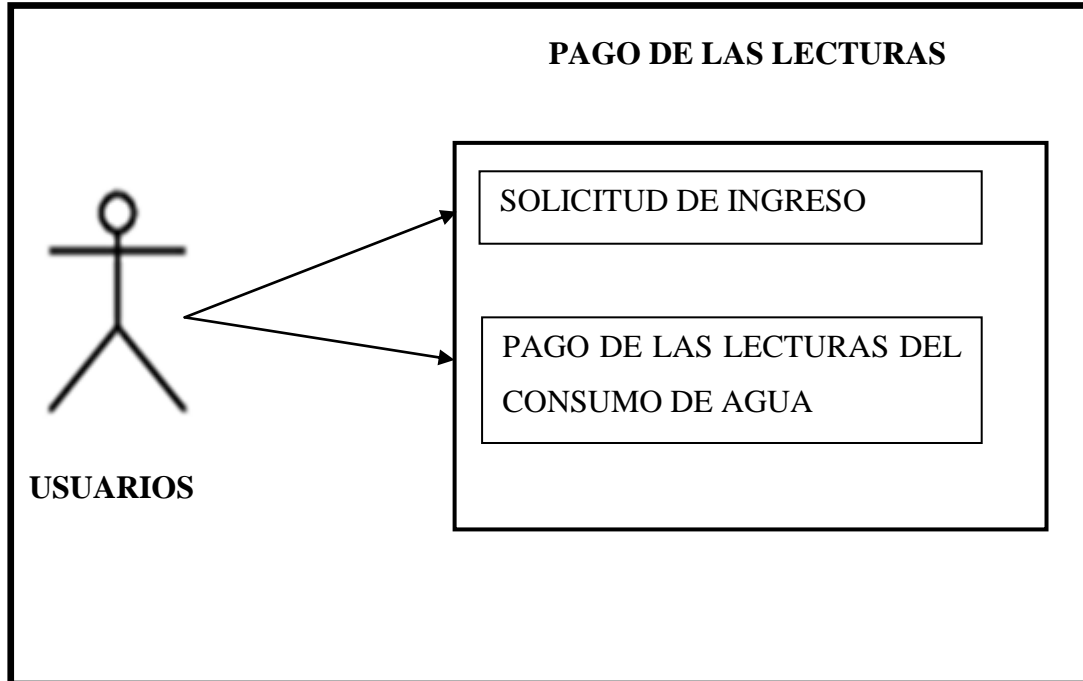 PAGO DE LAS LECTURAS
SOLICITUD DE INGRESO
PAGO DE LAS LECTURAS DEL
CONSUMO DE AGUA
USUARIOS